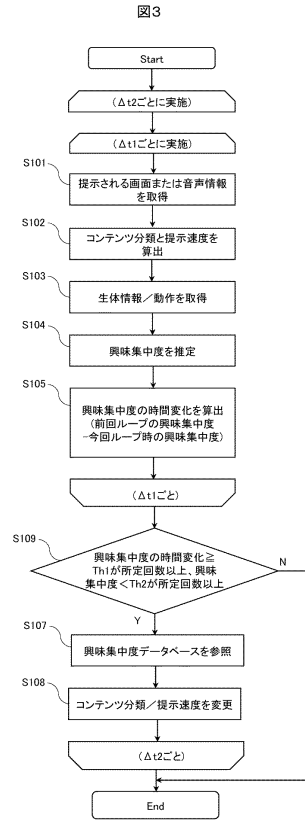 図3
Start
(Δt2ごとに実施)
(Δt1ごとに実施)
S101
提示される画面または音声情報
を取得
S102
コンテンツ分類と提示速度を
算出
S103
生体情報／動作を取得
S104
興味集中度を推定
S105
興味集中度の時間変化を算出
(前回ループの興味集中度
-今回ループ時の興味集中度)
(Δt1ごと)
S109
興味集中度の時間変化≧
Th1が所定回数以上、興味
集中度＜Th2が所定回数以上
N
Y
S107
興味集中度データベースを参照
S108
コンテンツ分類／提示速度を変更
(Δt2ごと)
End